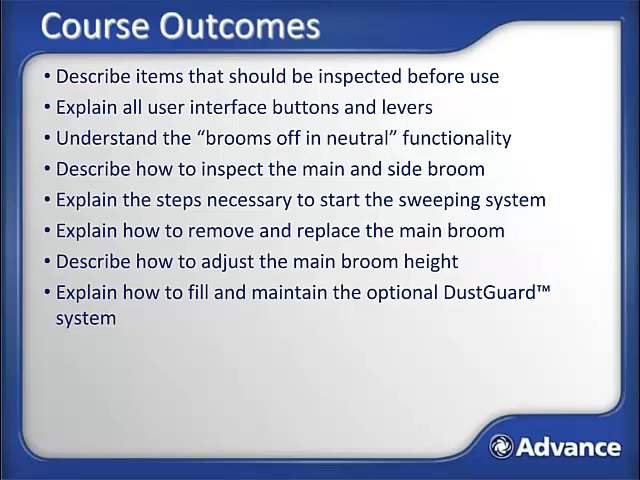 Course Outcomes
• Describe items that should be inspected before use
• Explain all user interface buttons and levers
• Understand the “brooms off in neutral” functionality
• Describe how to inspect the main and side broom
• Explain the steps necessary to start the sweeping system
• Explain how to remove and replace the main broom
• Describe how to adjust the main broom height
• Explain how to fill and maintain the optional DustGuard™
system
Advance